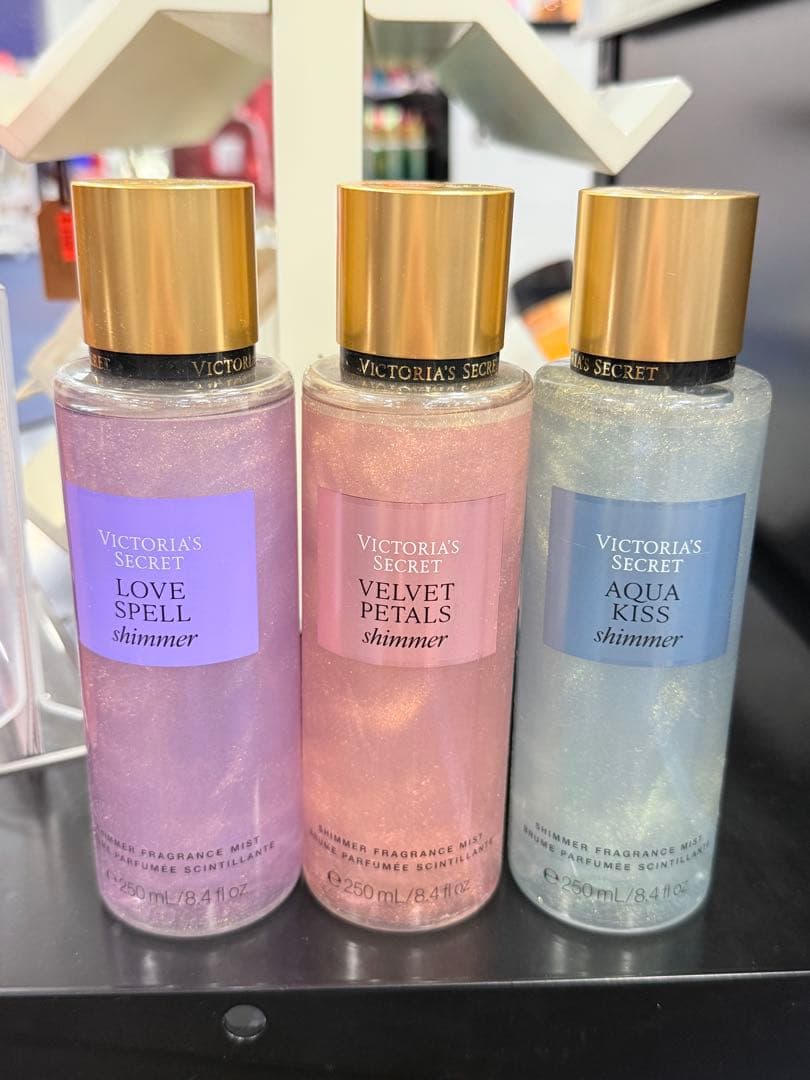 VICTORIA'S
SECRET
LOVE
SPELL
shimmer
SHIMMER FRAGRANCE MIST
BRUME PARFUMÉE SCINTILLANTE
℮ 250 mL/8.4 fl oz
VICTORIA'S SECRET
VICTORIA'S
SECRET
VELVET
PETALS
shimmer
SHIMMER FRAGRANCE MIST
BRUME PARFUMÉE SCINTILLANTE
℮ 250 mL/8.4 fl oz
VICTORIA'S SECRET
VICTORIA'S
SECRET
AQUA
KISS
shimmer
SHIMMER FRAGRANCE MIST
BRUME PARFUMÉE SCINTILLANTE
℮ 250 mL/8.4 fl oz